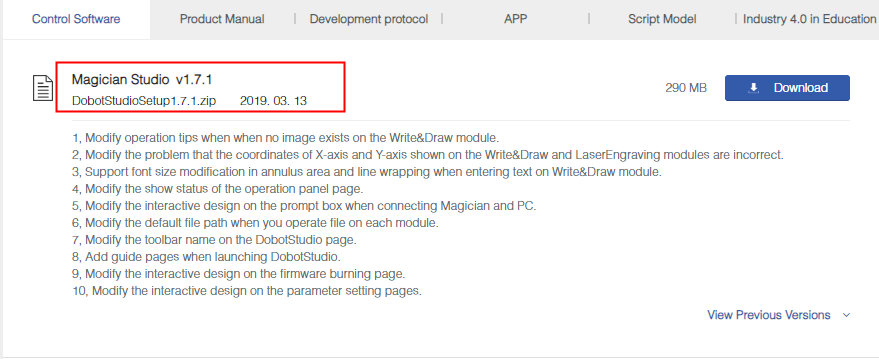 Control Software
Product Manual
Development protocol
APP
Script Model
Industry 4.0 in Education
Magician Studio v1.7.1
DobotStudioSetup1.7.1.zip 2019. 03. 13
290 MB
Download
1, Modify operation tips when when no image exists on the Write&Draw module.
2, Modify the problem that the coordinates of X-axis and Y-axis shown on the Write&Draw and LaserEngraving modules are incorrect.
3, Support font size modification in annulus area and line wrapping when entering text on Write&Draw module.
4, Modify the show status of the operation panel page.
5, Modify the interactive design on the prompt box when connecting Magician and PC.
6, Modify the default file path when you operate file on each module.
7, Modify the toolbar name on the DobotStudio page.
8, Add guide pages when launching DobotStudio.
9, Modify the interactive design on the firmware burning page.
10, Modify the interactive design on the parameter setting pages.
View Previous Versions